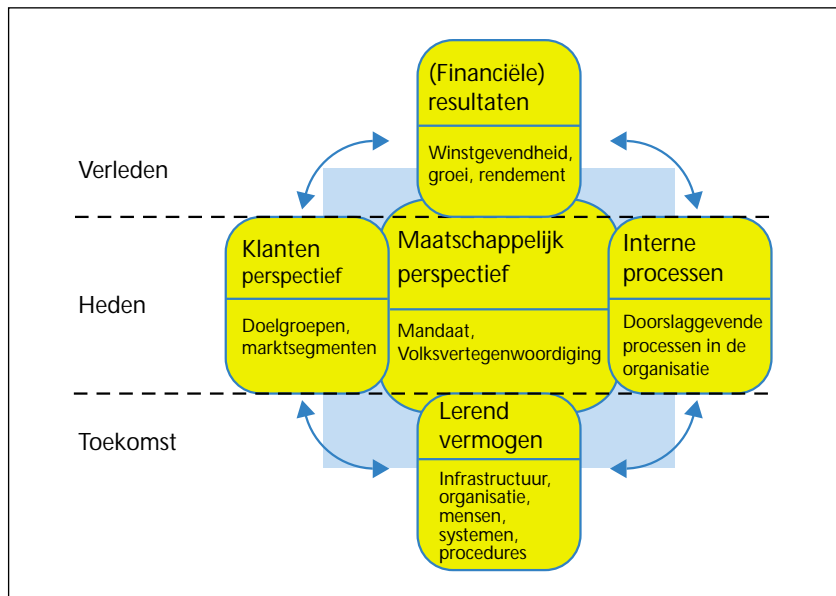 (Financiële)
resultaten
Winstgevendheid,
groei, rendement
Verleden
Klanten
perspectief
Doelgroepen,
marktsegmenten
Maatschappelijk
perspectief
Mandaat,
Volksvertegenwoordiging
Interne
processen
Doorslaggevende
processen in de
organisatie
Heden
Lerend
vermogen
Infrastructuur,
organisatie,
mensen,
systemen,
procedures
Toekomst